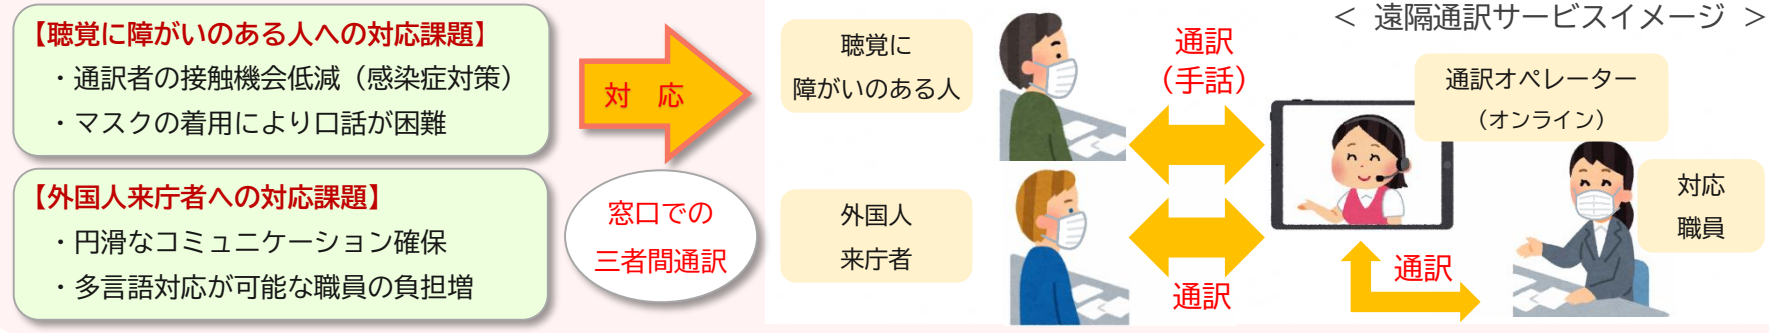 【聴覚に障がいのある人への対応課題】
・通訳者の接触機会低減（感染症対策）
・マスクの着用により口話が困難
【外国人来庁者への対応課題】
・円滑なコミュニケーション確保
・多言語対応が可能な職員の負担増
対　応
窓口での
三者間通訳
＜ 遠隔通訳サービスイメージ ＞
聴覚に
障がいのある人
通訳
（手話）
通訳オペレーター
（オンライン）
外国人
来庁者
通訳
通訳
対応
職員